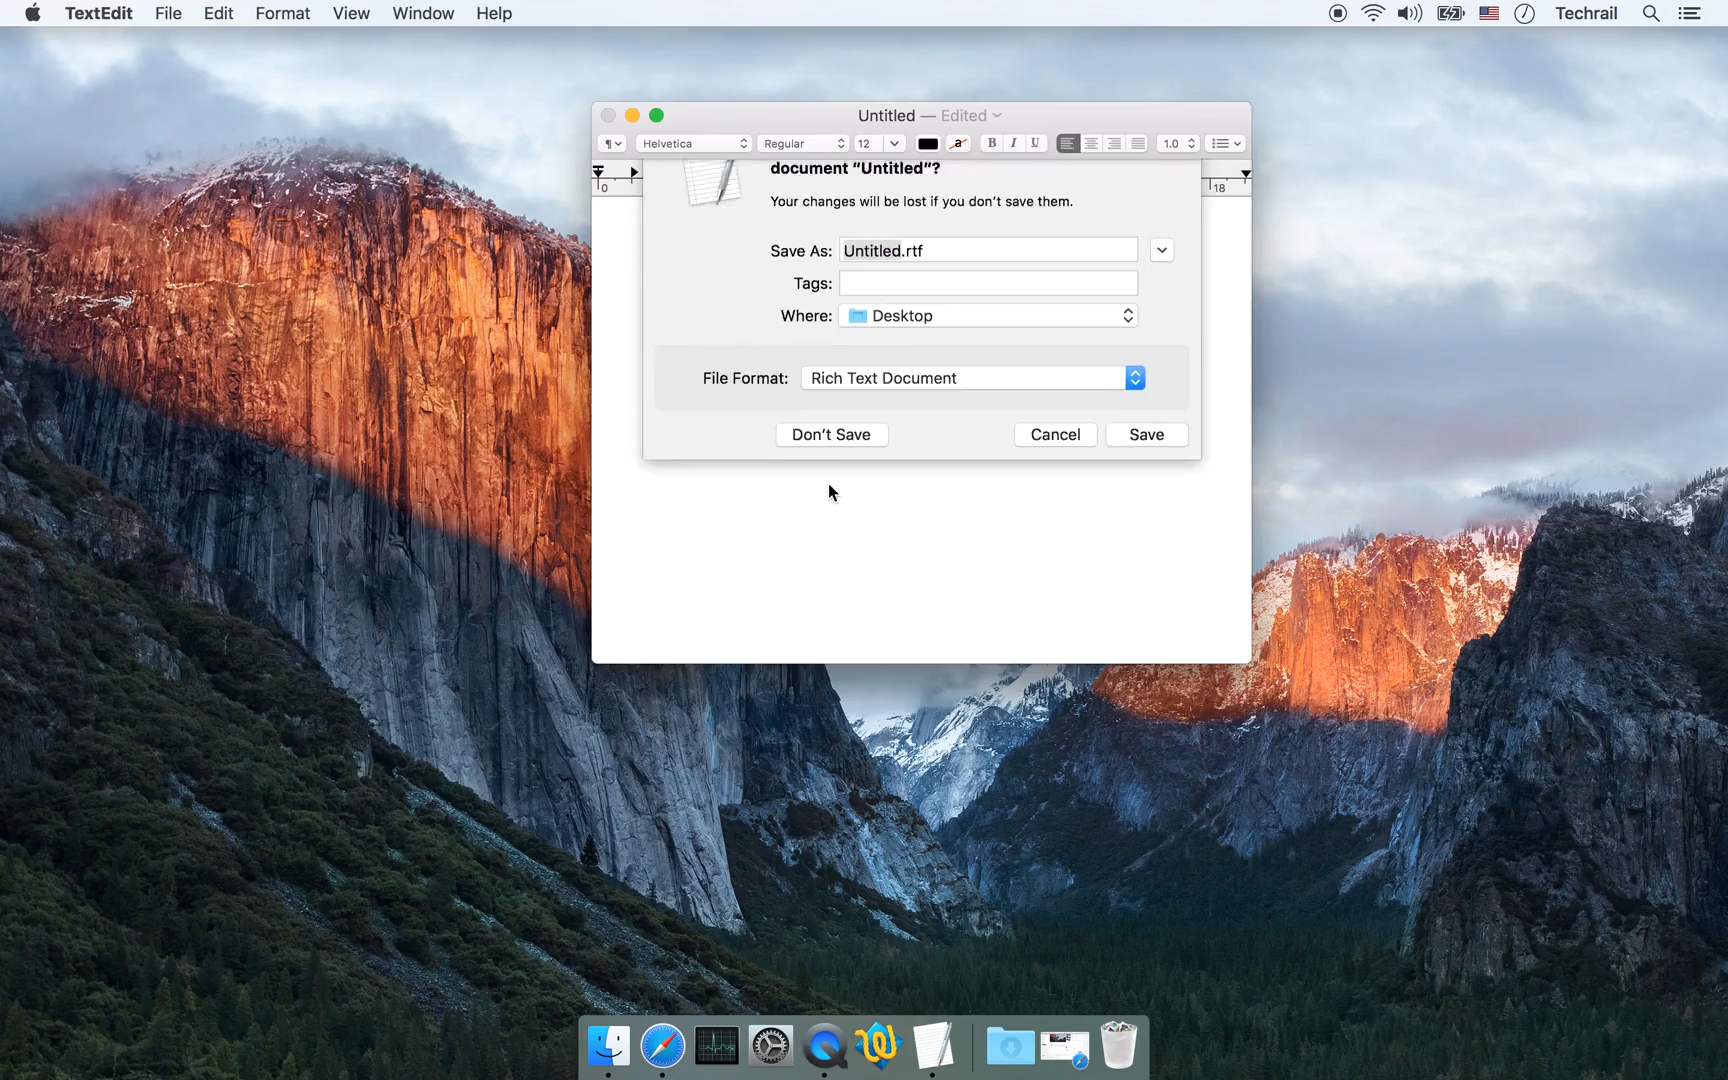 TextEdit File Edit Format View Window Help Techrail
Untitled — Edited
¶ Helvetica Regular 12 a B I U 1.0
0 18
document “Untitled”?
Your changes will be lost if you don’t save them.
Save As: Untitled.rtf
Tags:
Where: Desktop
File Format: Rich Text Document
Don’t Save Cancel Save